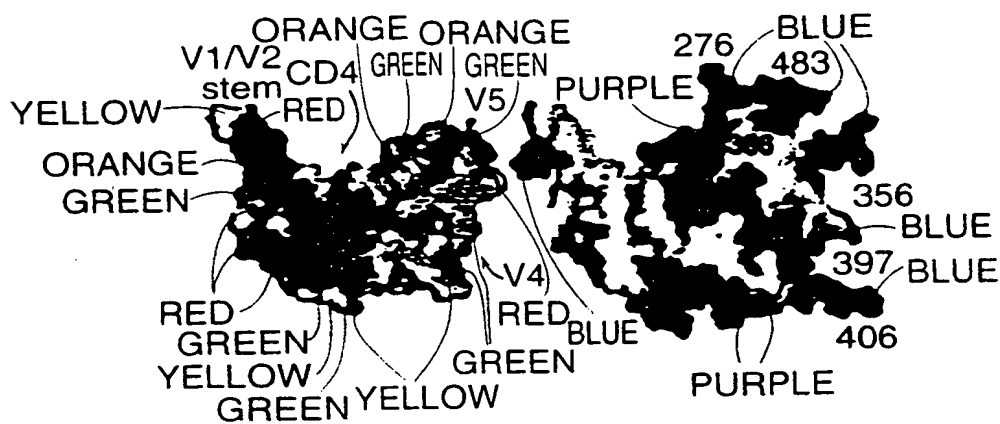 ORANGE ORANGE BLUE
V1/V2 GREEN GREEN 276 483
stem CD4 V5 PURPLE
YELLOW RED
ORANGE
GREEN 356
BLUE
V4 397 BLUE
RED RED BLUE 406
GREEN GREEN
YELLOW YELLOW PURPLE
GREEN